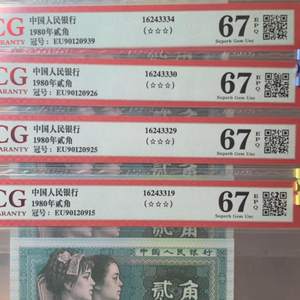 CG
中国人民银行
1980年贰角
冠号: EU90120939
16243334
(☆☆☆)
67 EPQ
Superb Gem Unc
RANTY
CG
中国人民银行
1980年贰角
冠号: EU90120926
16243330
(☆☆☆)
67 EPQ
Superb Gem Unc
ARANTY
CG
中国人民银行
1980年贰角
冠号: EU90120925
16243329
(☆☆☆)
67 EPQ
Superb Gem Unc
ARANTY
CG
中国人民银行
1980年贰角
冠号: EU90120915
16243319
(☆☆☆)
67 EPQ
Superb Gem Unc
ARANTY
中国人民银行
贰角